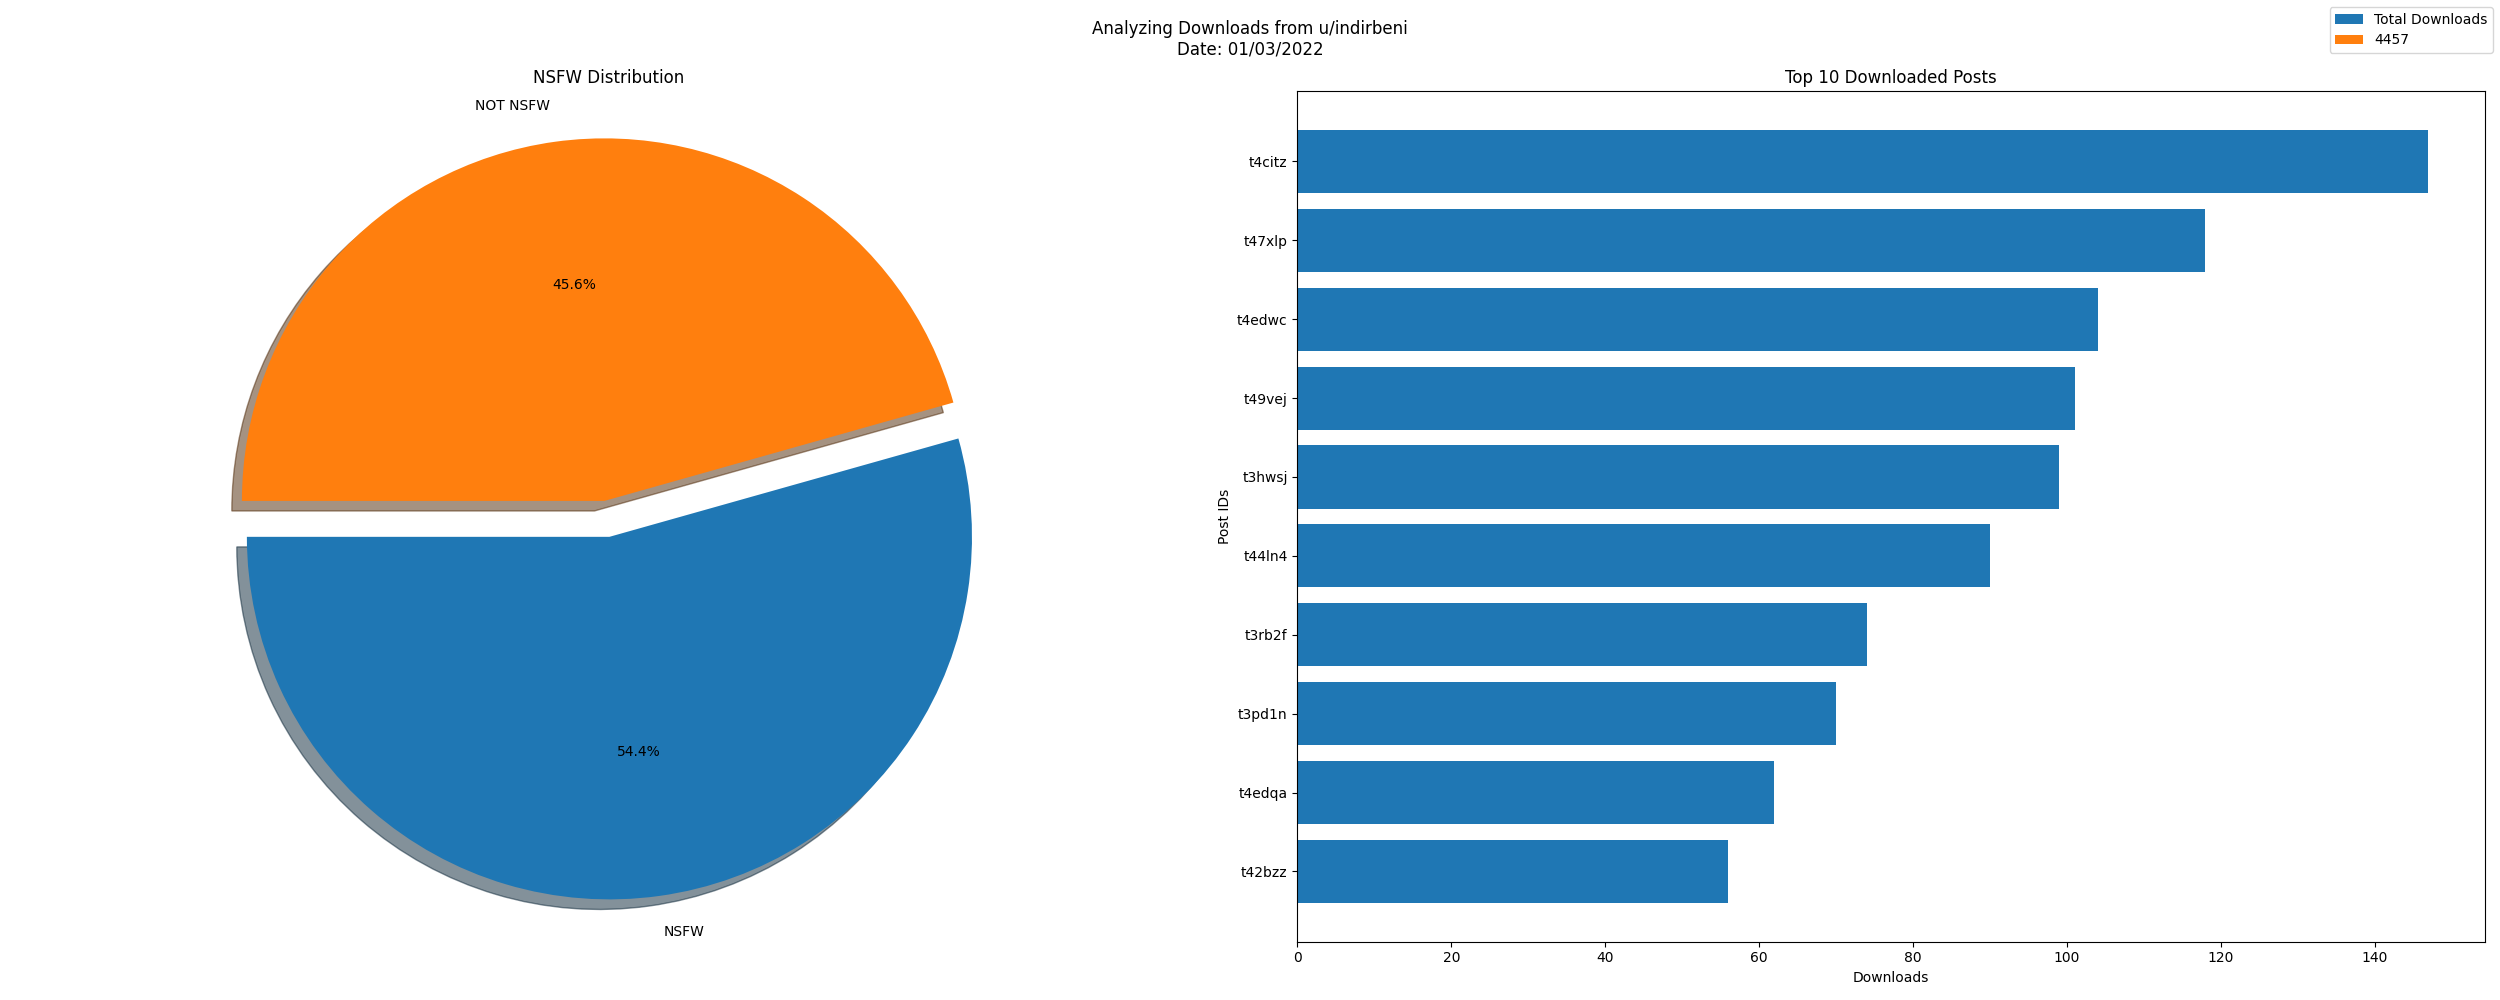 Analyzing Downloads from u/indirbeni
Date: 01/03/2022
Total Downloads
4457
NSFW Distribution
NOT NSFW
45.6%
54.4%
NSFW
Top 10 Downloaded Posts
Post IDs
t4citz
t47xlp
t4edwc
t49vej
t3hwsj
t44ln4
t3rb2f
t3pd1n
t4edqa
t42bzz
0 20 40 60 80 100 120 140
Downloads